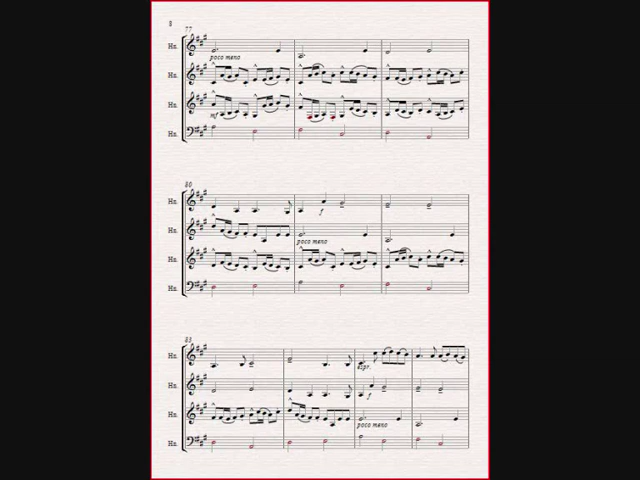 8
77
Hn.
poco meno
Hn.
Hn.
mf
Hn.
80
Hn.
f
Hn.
poco meno
Hn.
Hn.
83
Hn.
espr.
Hn.
f
Hn.
poco meno
Hn.